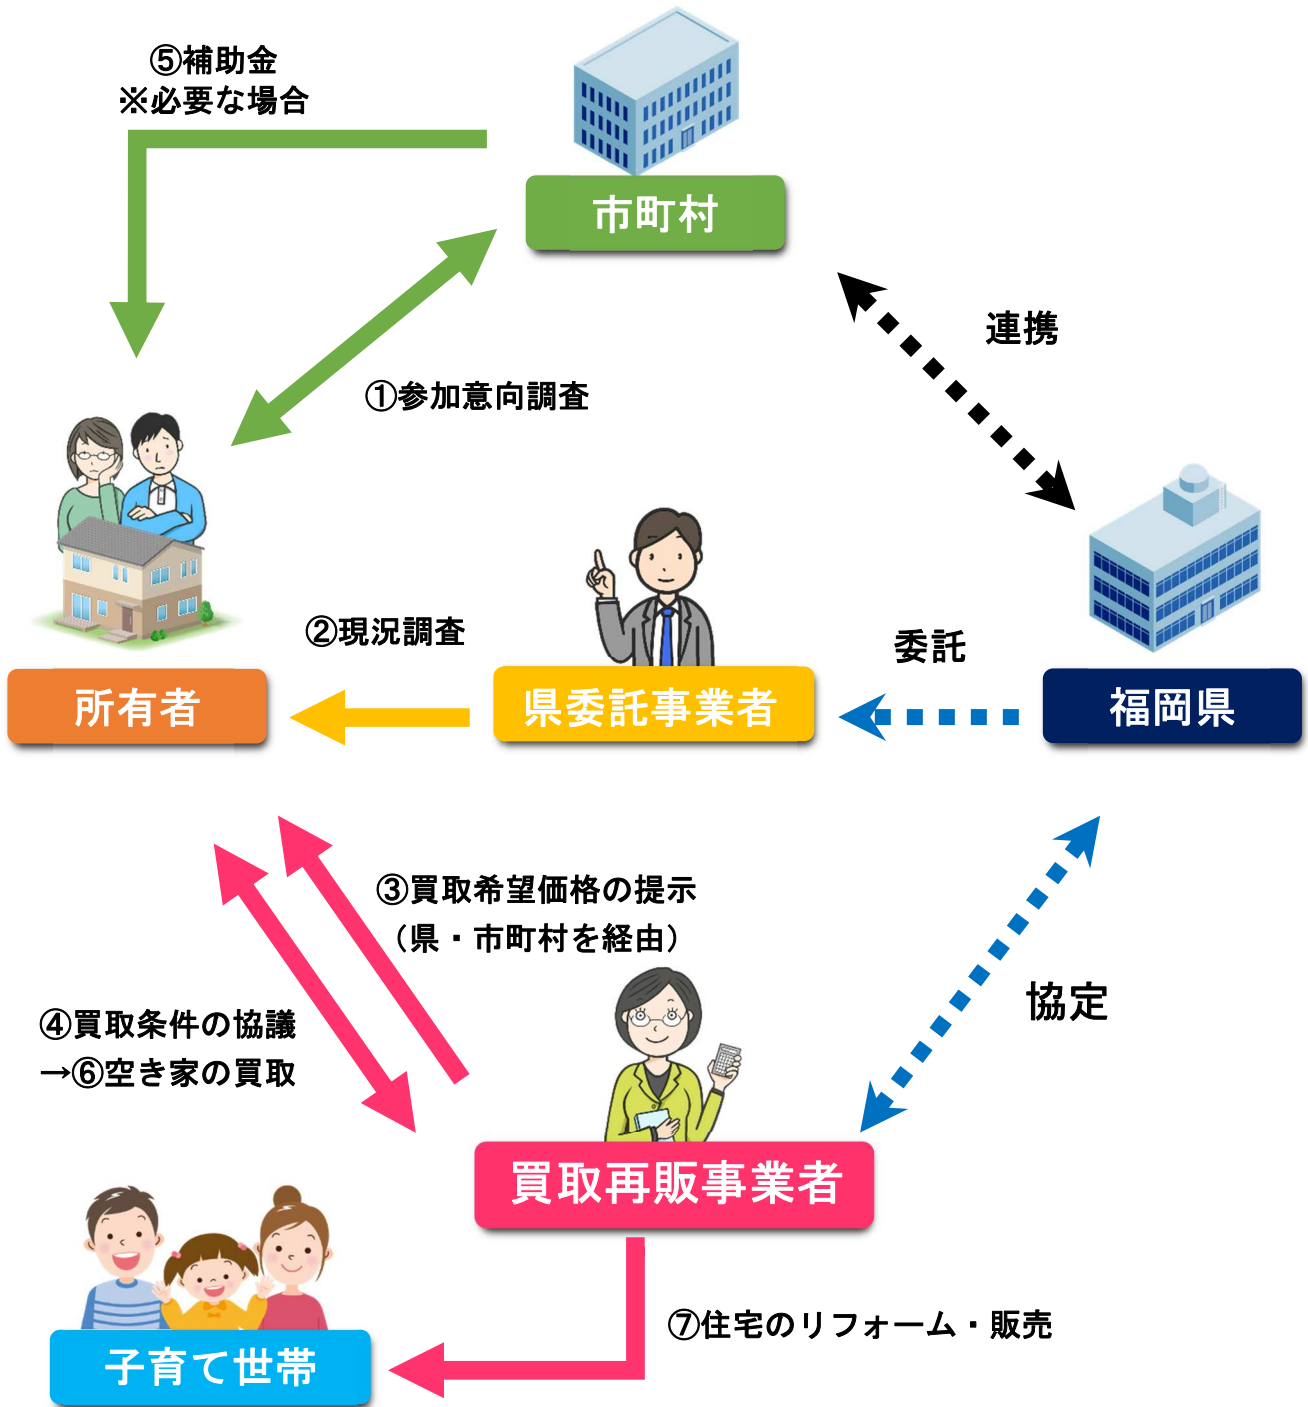 ⑤補助金
※必要な場合
市町村
連携
①参加意向調査
②現況調査
委託
所有者
県委託事業者
福岡県
③買取希望価格の提示
（県・市町村を経由）
④買取条件の協議
→⑥空き家の買取
協定
買取再販事業者
⑦住宅のリフォーム・販売
子育て世帯